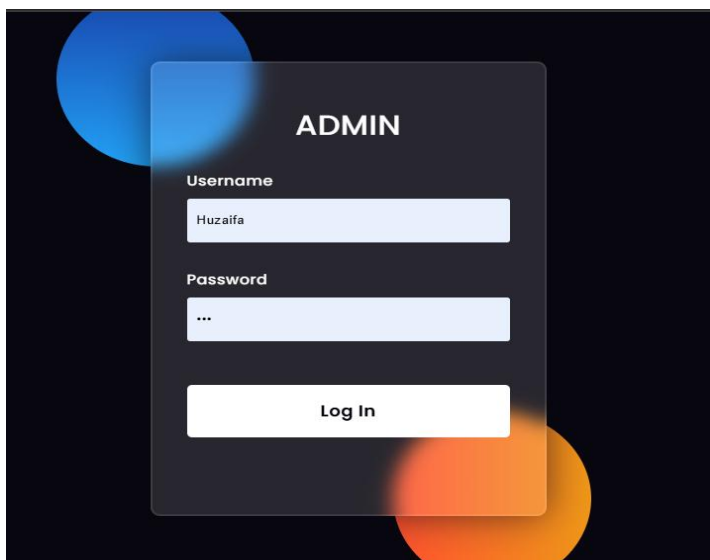 ADMIN
Username
Huzaifa
Password
•••
Log In